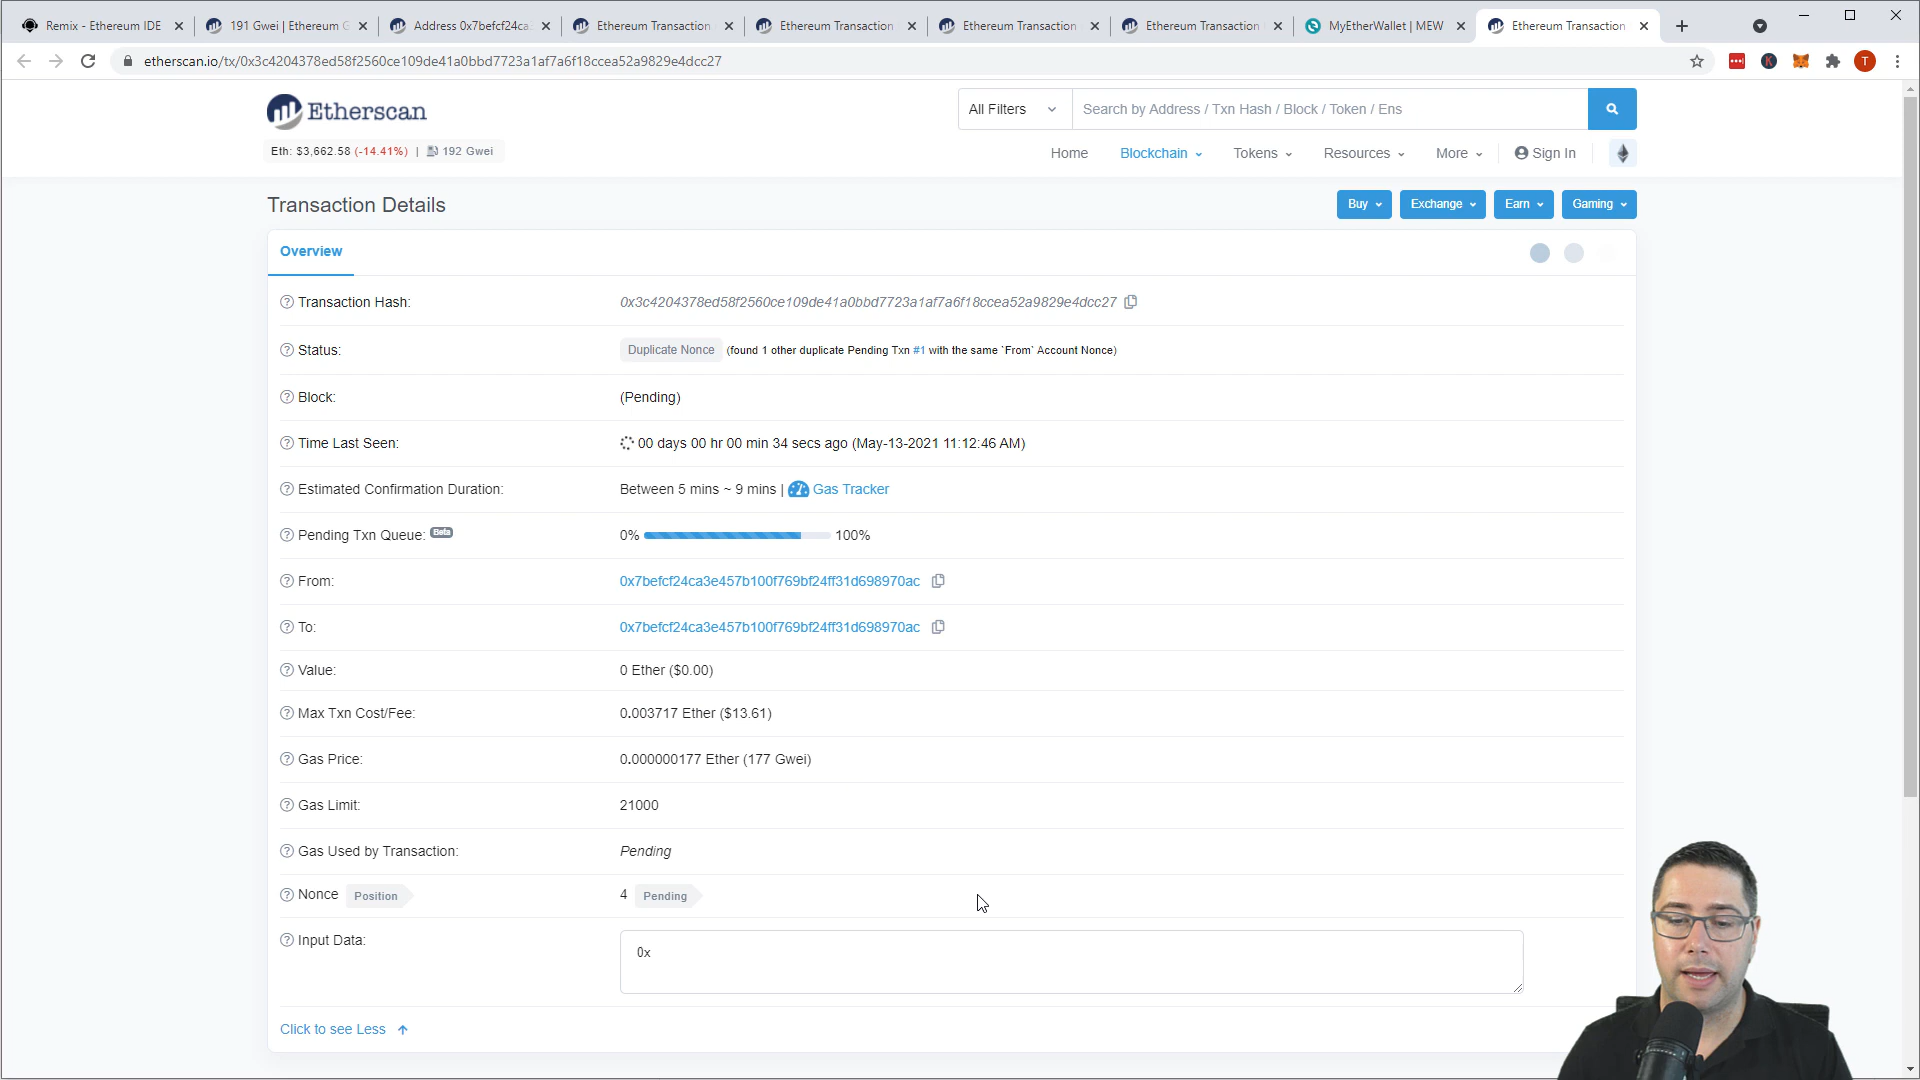 Remix - Ethereum IDE
191 Gwei | Ethereum G
Address 0x7befcf24ca3
Ethereum Transaction
Ethereum Transaction
Ethereum Transaction
Ethereum Transaction
MyEtherWallet | MEW
Ethereum Transaction
etherscan.io/tx/0x3c4204378ed58f2560ce109de41a0bbd7723a1af7a6f18ccea52a9829e4dcc27
K
T
Etherscan
All Filters
Search by Address / Txn Hash / Block / Token / Ens
Eth: $3,662.58 (-14.41%) | 192 Gwei
Home
Blockchain
Tokens
Resources
More
Sign In
Transaction Details
Buy
Exchange
Earn
Gaming
Overview
Transaction Hash: 0x3c4204378ed58f2560ce109de41a0bbd7723a1af7a6f18ccea52a9829e4dcc27
Status: Duplicate Nonce (found 1 other duplicate Pending Txn #1 with the same `From` Account Nonce)
Block: (Pending)
Time Last Seen: 00 days 00 hr 00 min 34 secs ago (May-13-2021 11:12:46 AM)
Estimated Confirmation Duration: Between 5 mins ~ 9 mins | Gas Tracker
Pending Txn Queue: Beta 0% 100%
From: 0x7befcf24ca3e457b100f769bf24ff31d698970ac
To: 0x7befcf24ca3e457b100f769bf24ff31d698970ac
Value: 0 Ether ($0.00)
Max Txn Cost/Fee: 0.003717 Ether ($13.61)
Gas Price: 0.000000177 Ether (177 Gwei)
Gas Limit: 21000
Gas Used by Transaction: Pending
Nonce Position 4 Pending
Input Data: 0x
Click to see Less